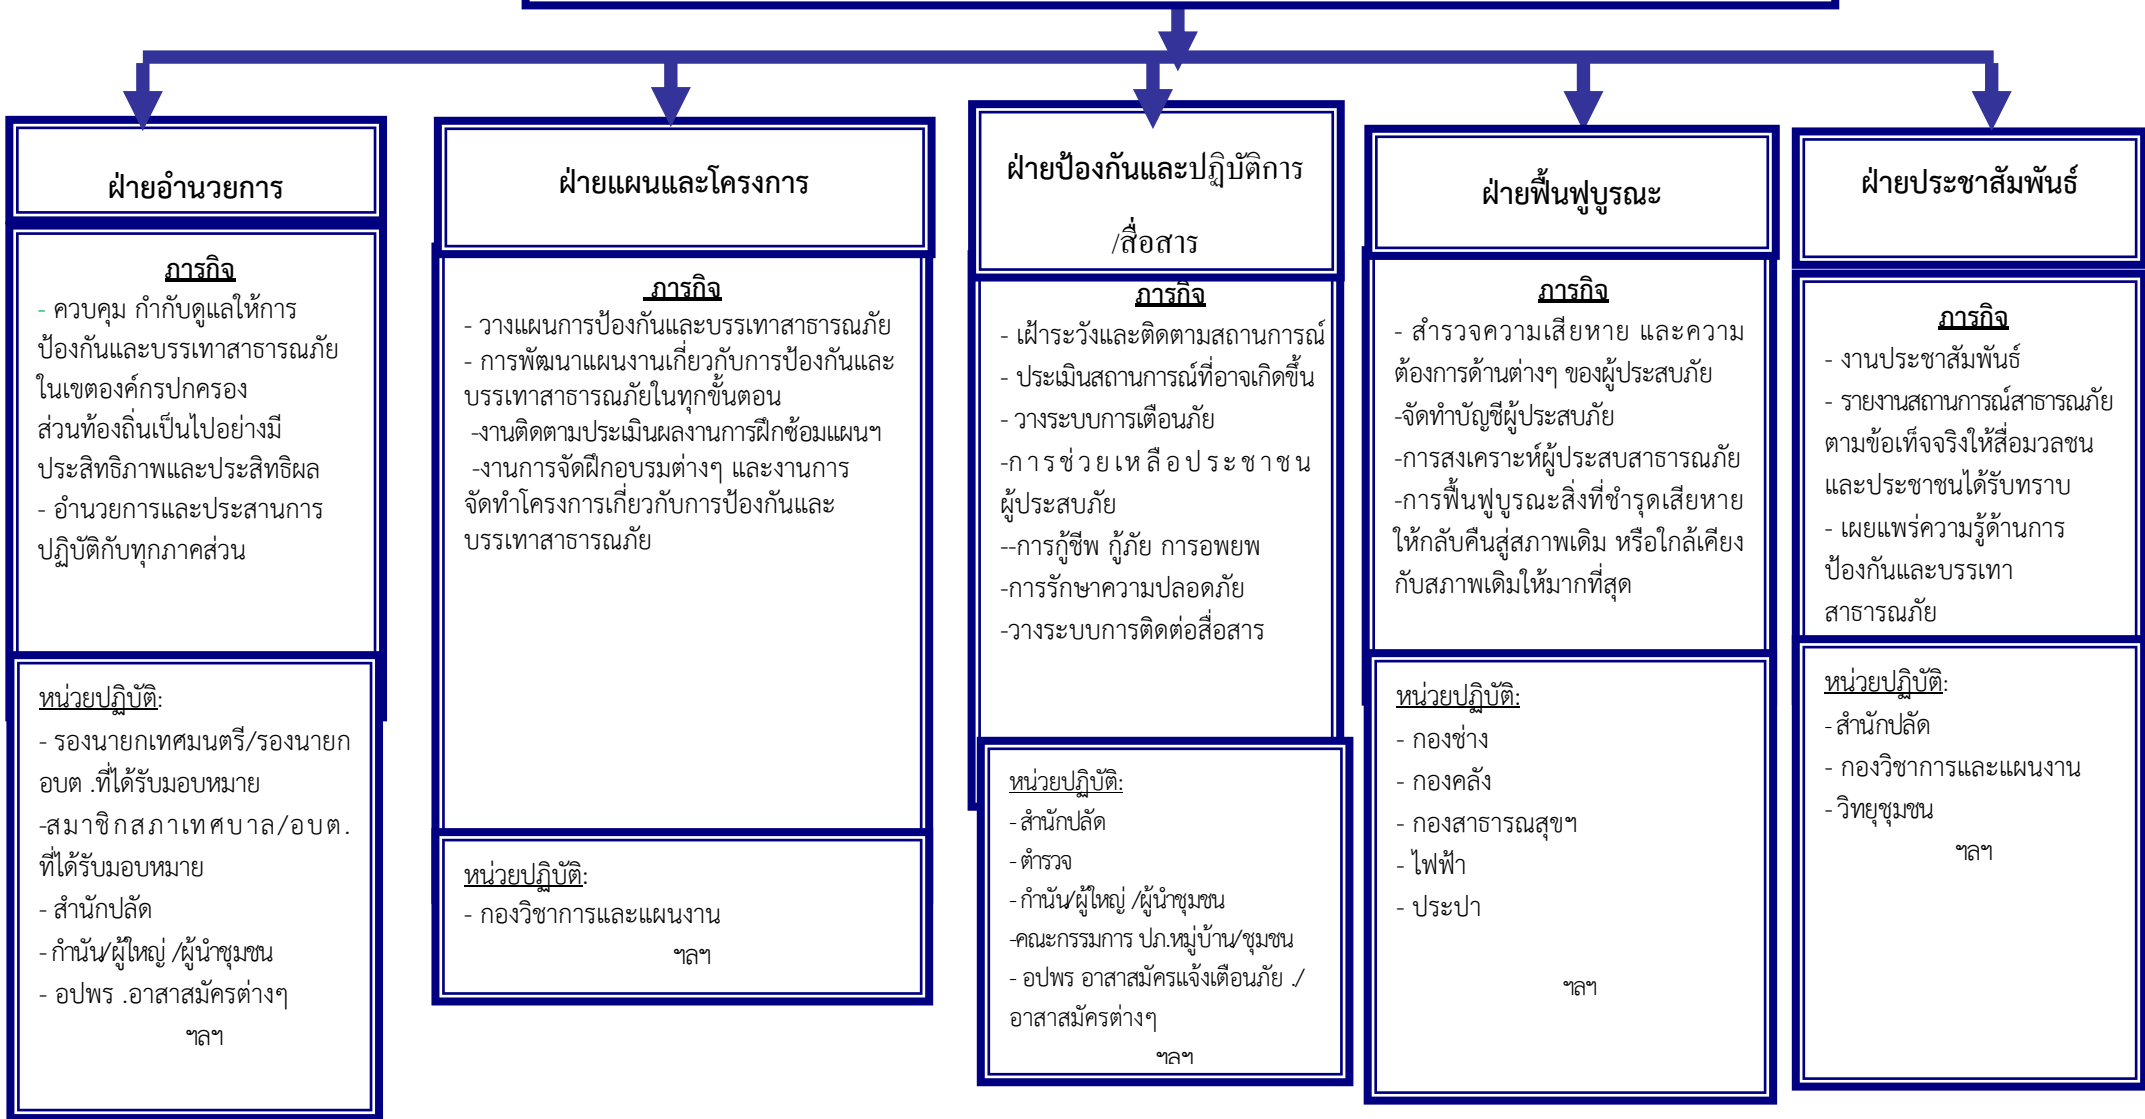 ฝ่ายอำนวยการ
ภารกิจ
- ควบคุม กำกับดูแลให้การ
ป้องกันและบรรเทาสาธารณภัย
ในเขตองค์กรปกครอง
ส่วนท้องถิ่นเป็นไปอย่างมี
ประสิทธิภาพและประสิทธิผล
- อำนวยการและประสานการ
ปฏิบัติกับทุกภาคส่วน
หน่วยปฏิบัติ:
- รองนายกเทศมนตรี/รองนายก
อบต .ที่ได้รับมอบหมาย
-สมาชิกสภาเทศบาล/อบต.
ที่ได้รับมอบหมาย
- สำนักปลัด
- กำนัน/ผู้ใหญ่ /ผู้นำชุมชน
- อปพร .อาสาสมัครต่างๆ
ฯลฯ
ฝ่ายแผนและโครงการ
ภารกิจ
- วางแผนการป้องกันและบรรเทาสาธารณภัย
- การพัฒนาแผนงานเกี่ยวกับการป้องกันและ
บรรเทาสาธารณภัยในทุกขั้นตอน
-งานติดตามประเมินผลงานการฝึกซ้อมแผนฯ
-งานการจัดฝึกอบรมต่างๆ และงานการ
จัดทำโครงการเกี่ยวกับการป้องกันและ
บรรเทาสาธารณภัย
หน่วยปฏิบัติ:
- กองวิชาการและแผนงาน
ฯลฯ
ฝ่ายป้องกันและปฏิบัติการ
/สื่อสาร
ภารกิจ
- เฝ้าระวังและติดตามสถานการณ์
- ประเมินสถานการณ์ที่อาจเกิดขึ้น
- วางระบบการเตือนภัย
-การช่วยเหลือประชาชน
ผู้ประสบภัย
--การกู้ชีพ กู้ภัย การอพยพ
-การรักษาความปลอดภัย
-วางระบบการติดต่อสื่อสาร
หน่วยปฏิบัติ:
- สำนักปลัด
- ตำรวจ
- กำนัน/ผู้ใหญ่ /ผู้นำชุมชน
-คณะกรรมการ ปภ.หมู่บ้าน/ชุมชน
- อปพร อาสาสมัครแจ้งเตือนภัย ./
อาสาสมัครต่างๆ
ฯลฯ
ฝ่ายฟื้นฟูบูรณะ
ภารกิจ
- สำรวจความเสียหาย และความ
ต้องการด้านต่างๆ ของผู้ประสบภัย
-จัดทำบัญชีผู้ประสบภัย
-การสงเคราะห์ผู้ประสบสาธารณภัย
-การฟื้นฟูบูรณะสิ่งที่ชำรุดเสียหาย
ให้กลับคืนสู่สภาพเดิม หรือใกล้เคียง
กับสภาพเดิมให้มากที่สุด
หน่วยปฏิบัติ:
- กองช่าง
- กองคลัง
- กองสาธารณสุขฯ
- ไฟฟ้า
- ประปา
ฯลฯ
ฝ่ายประชาสัมพันธ์
ภารกิจ
- งานประชาสัมพันธ์
- รายงานสถานการณ์สาธารณภัย
ตามข้อเท็จจริงให้สื่อมวลชน
และประชาชนได้รับทราบ
- เผยแพร่ความรู้ด้านการ
ป้องกันและบรรเทา
สาธารณภัย
หน่วยปฏิบัติ:
- สำนักปลัด
- กองวิชาการและแผนงาน
- วิทยุชุมชน
ฯลฯ